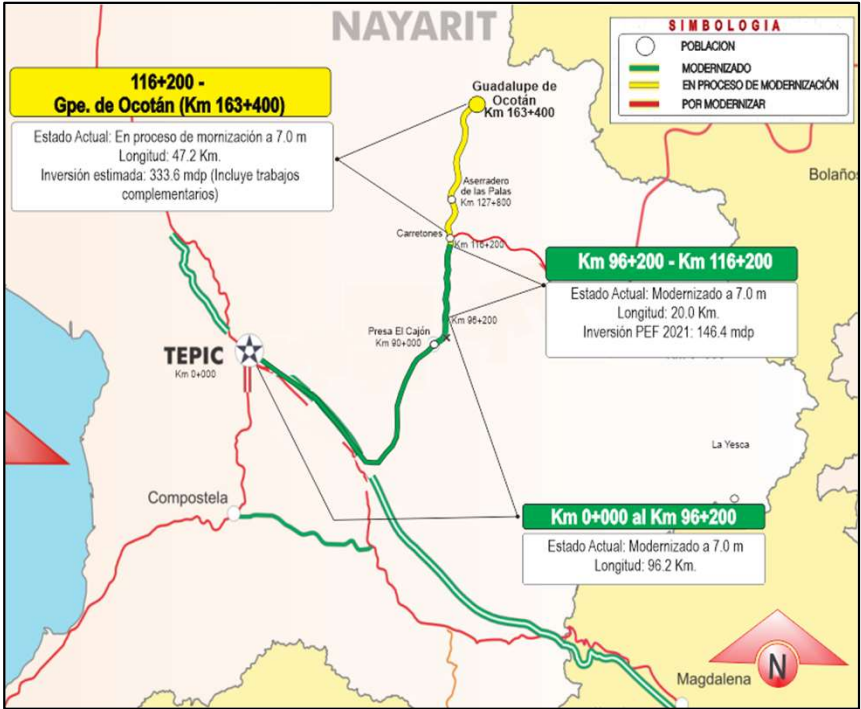 NAYARIT
SIMBOLOGIA
POBLACION
MODERNIZADO
EN PROCESO DE MODERNIZACIÓN
POR MODERNIZAR
116+200 -
Gpe. de Ocotán (Km 163+400)
Estado Actual: En proceso de mornización a 7.0 m
Longitud: 47.2 Km.
Inversión estimada: 333.6 mdp (Incluye trabajos
complementarios)
Guadalupe de
Ocotán
Km 163+400
Aserradero
de las Palas
Km 127+800
Bolaños
Carretones
Km 116+200
Km 96+200 - Km 116+200
Estado Actual: Modernizado a 7.0 m
Longitud: 20.0 Km.
Inversión PEF 2021: 146.4 mdp
Km 96+200
Presa El Cajón
Km 90+000
TEPIC
Km 0+000
La Yesca
Compostela
Km 0+000 al Km 96+200
Estado Actual: Modernizado a 7.0 m
Longitud: 96.2 Km.
N
Magdalena